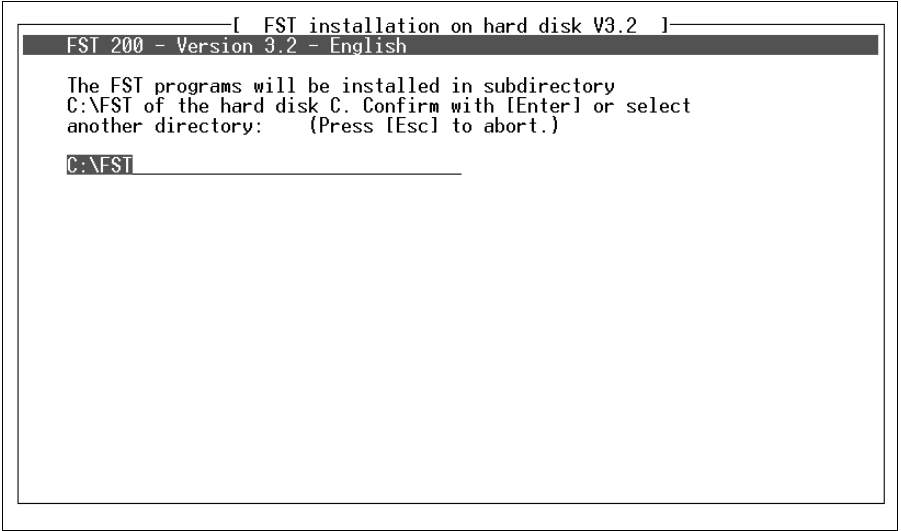 [ FST installation on hard disk V3.2 ]
FST 200 - Version 3.2 - English
The FST programs will be installed in subdirectory
C:\FST of the hard disk C. Confirm with [Enter] or select
another directory: (Press [Esc] to abort.)
C:\FST